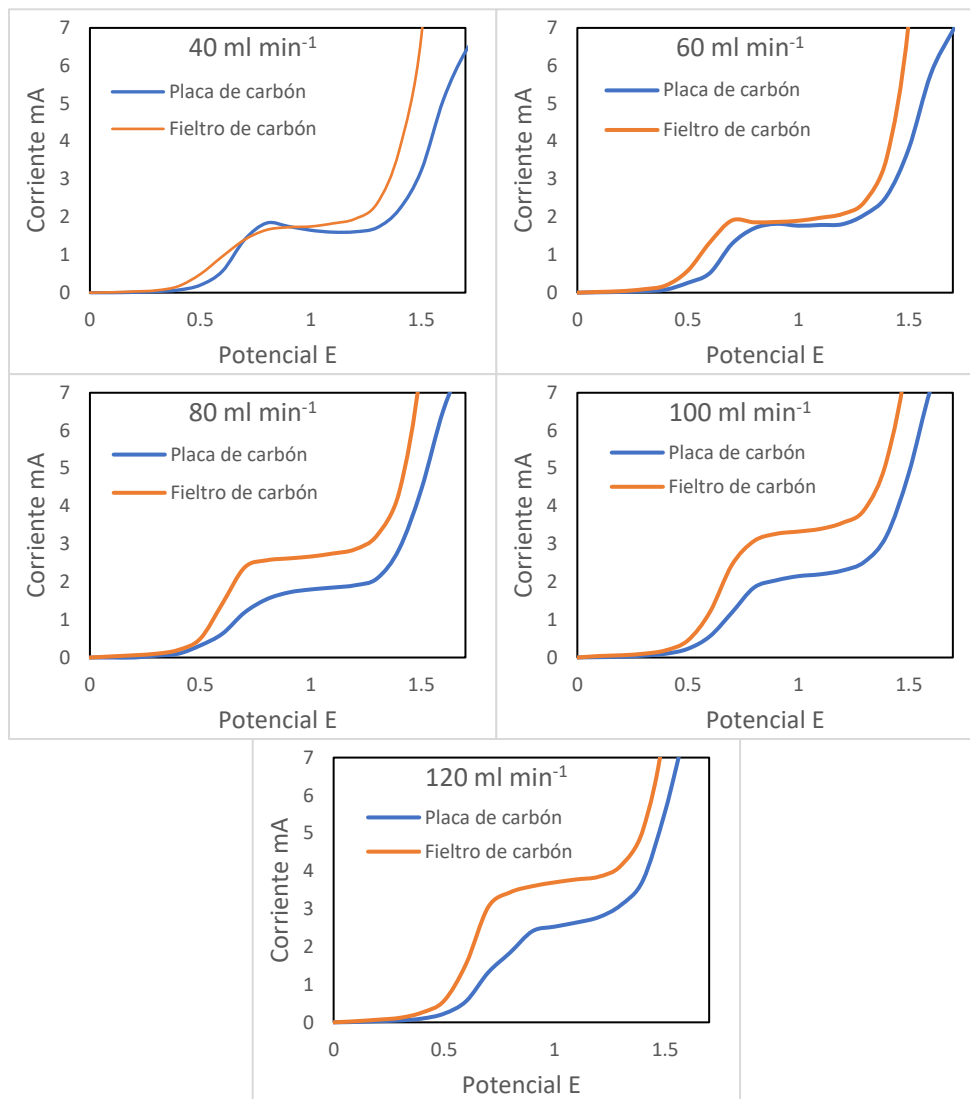 40 ml min⁻¹
Placa de carbón
Fieltro de carbón
Corriente mA
7
6
5
4
3
2
1
0
0 0.5 1 1.5
Potencial E
60 ml min⁻¹
Placa de carbón
Fieltro de carbón
Corriente mA
7
6
5
4
3
2
1
0
0 0.5 1 1.5
Potencial E
80 ml min⁻¹
Placa de carbón
Fieltro de carbón
Corriente mA
7
6
5
4
3
2
1
0
0 0.5 1 1.5
Potencial E
100 ml min⁻¹
Placa de carbón
Fieltro de carbón
Corriente mA
7
6
5
4
3
2
1
0
0 0.5 1 1.5
Potencial E
120 ml min⁻¹
Placa de carbón
Fieltro de carbón
Corriente mA
7
6
5
4
3
2
1
0
0 0.5 1 1.5
Potencial E